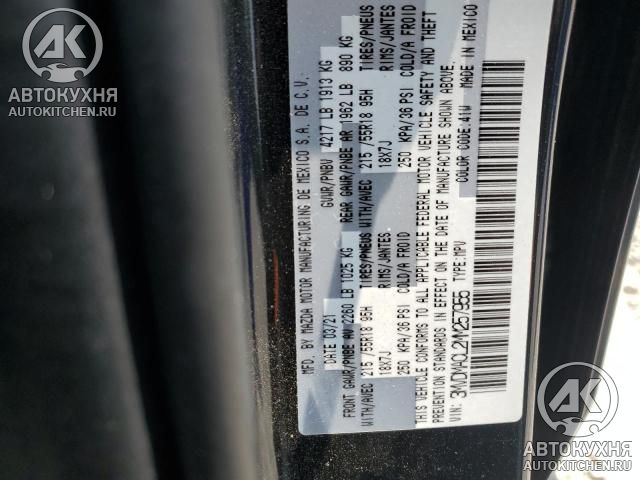 MFD. BY MAZDA MOTOR MANUFACTURING DE MEXICO S.A. DE C.V.
DATE 03/21 GVWR/PNBV 4217 LB 1913 KG
FRONT GAWR/PNBE AV 2260 LB 1025 KG REAR GAWR/PNBE AR 1962 LB 890 KG
WITH/AVEC 215 /55R18 95H TIRES/PNEUS WITH/AVEC 215 /55R18 95H TIRES/PNEUS
18X7J RIMS/JANTES 18X7J RIMS/JANTES
250 KPA/36 PSI COLD/A FROID 250 KPA/36 PSI COLD/A FROID
THIS VEHICLE CONFORMS TO ALL APPLICABLE FEDERAL MOTOR VEHICLE SAFETY AND THEFT
PREVENTION STANDARDS IN EFFECT ON THE DATE OF MANUFACTURE SHOWN ABOVE.
VIN: TYPE:MPV COLOR CODE:41W MADE IN MEXICO
АК
АВТОКУХНЯ
AUTOKITCHEN.RU
АК
АВТОКУХНЯ
AUTOKITCHEN.RU